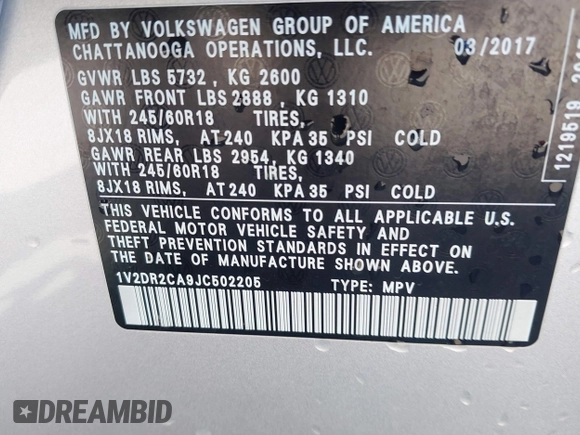 MFD BY VOLKSWAGEN GROUP OF AMERICA
CHATTANOOGA OPERATIONS, LLC. 03/2017
GVWR LBS 5732 , KG 2600
GAWR FRONT LBS 2888 , KG 1310
WITH 245/60R18 TIRES,
8JX18 RIMS, AT 240 KPA 35 PSI COLD
GAWR REAR LBS 2954, KG 1340
WITH 245/60R18 TIRES,
8JX18 RIMS, AT 240 KPA 35 PSI COLD
THIS VEHICLE CONFORMS TO ALL APPLICABLE U.S.
FEDERAL MOTOR VEHICLE SAFETY AND
THEFT PREVENTION STANDARDS IN EFFECT ON
THE DATE OF MANUFACTURE SHOWN ABOVE.
1V2DR2CA9JC502205 TYPE: MPV
1219519
DREAMBID